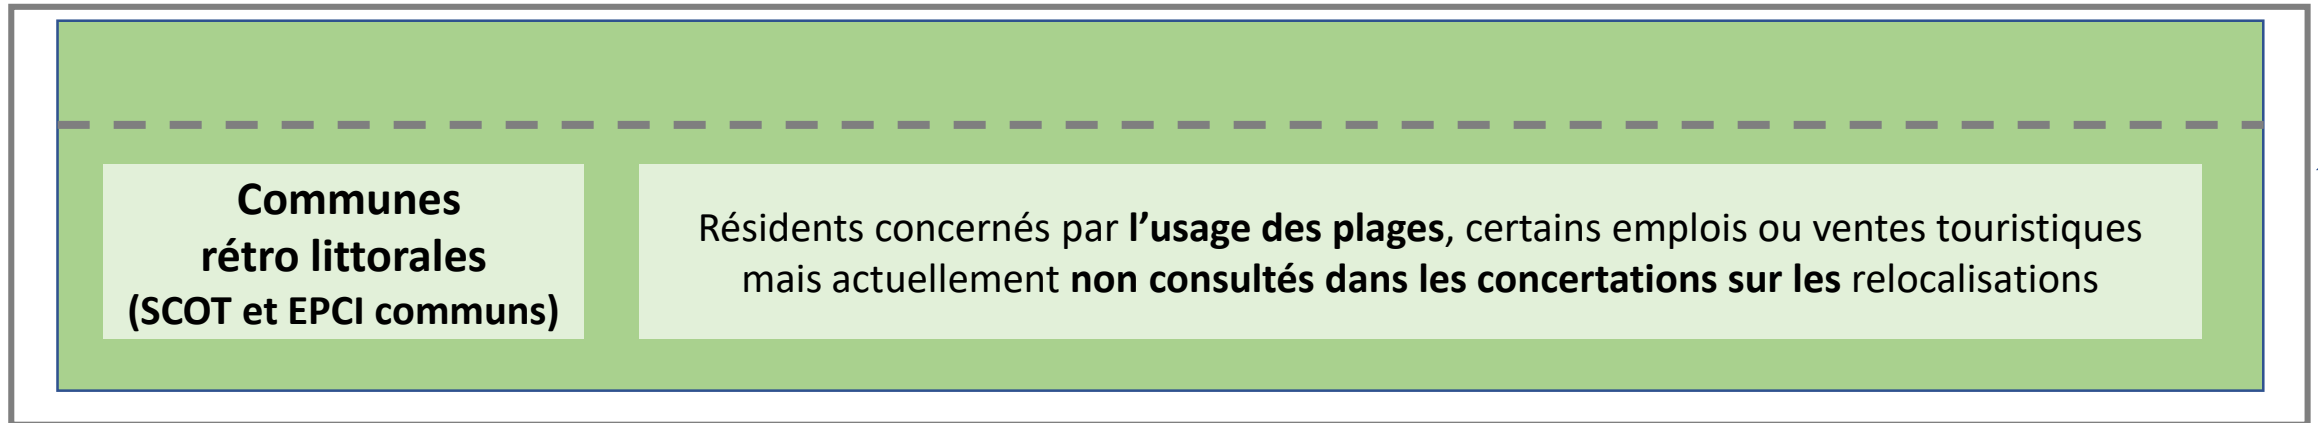 Communes
rétro littorales
(SCOT et EPCI communs)
Résidents concernés par l’usage des plages, certains emplois ou ventes touristiques
mais actuellement non consultés dans les concertations sur les relocalisations